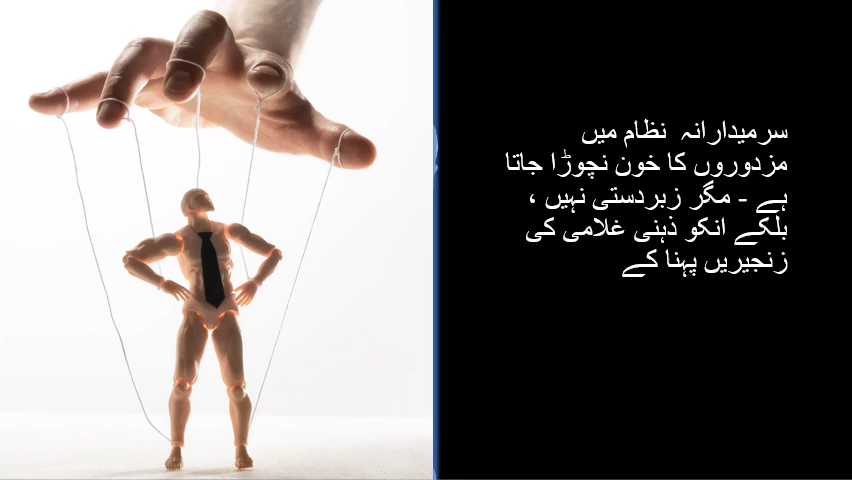 سرمیدارانہ نظام میں
مزدوروں کا خون نچوڑا جاتا
ہے ۔ مگر زبردستی نہیں ،
بلکے انکو ذہنی غلامی کی
زنجیریں پہنا کے